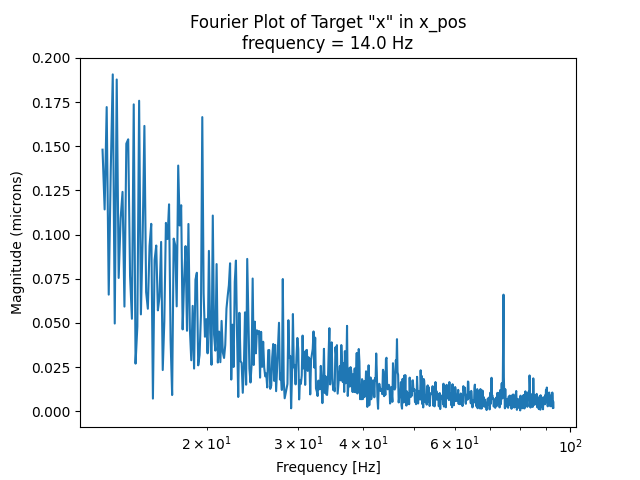 Fourier Plot of Target "x" in x_pos
frequency = 14.0 Hz
0.200
0.175
0.150
0.125
0.100
0.075
0.050
0.025
0.000
Magnitude (microns)
2 × 10¹
3 × 10¹
4 × 10¹
6 × 10¹
10²
Frequency [Hz]